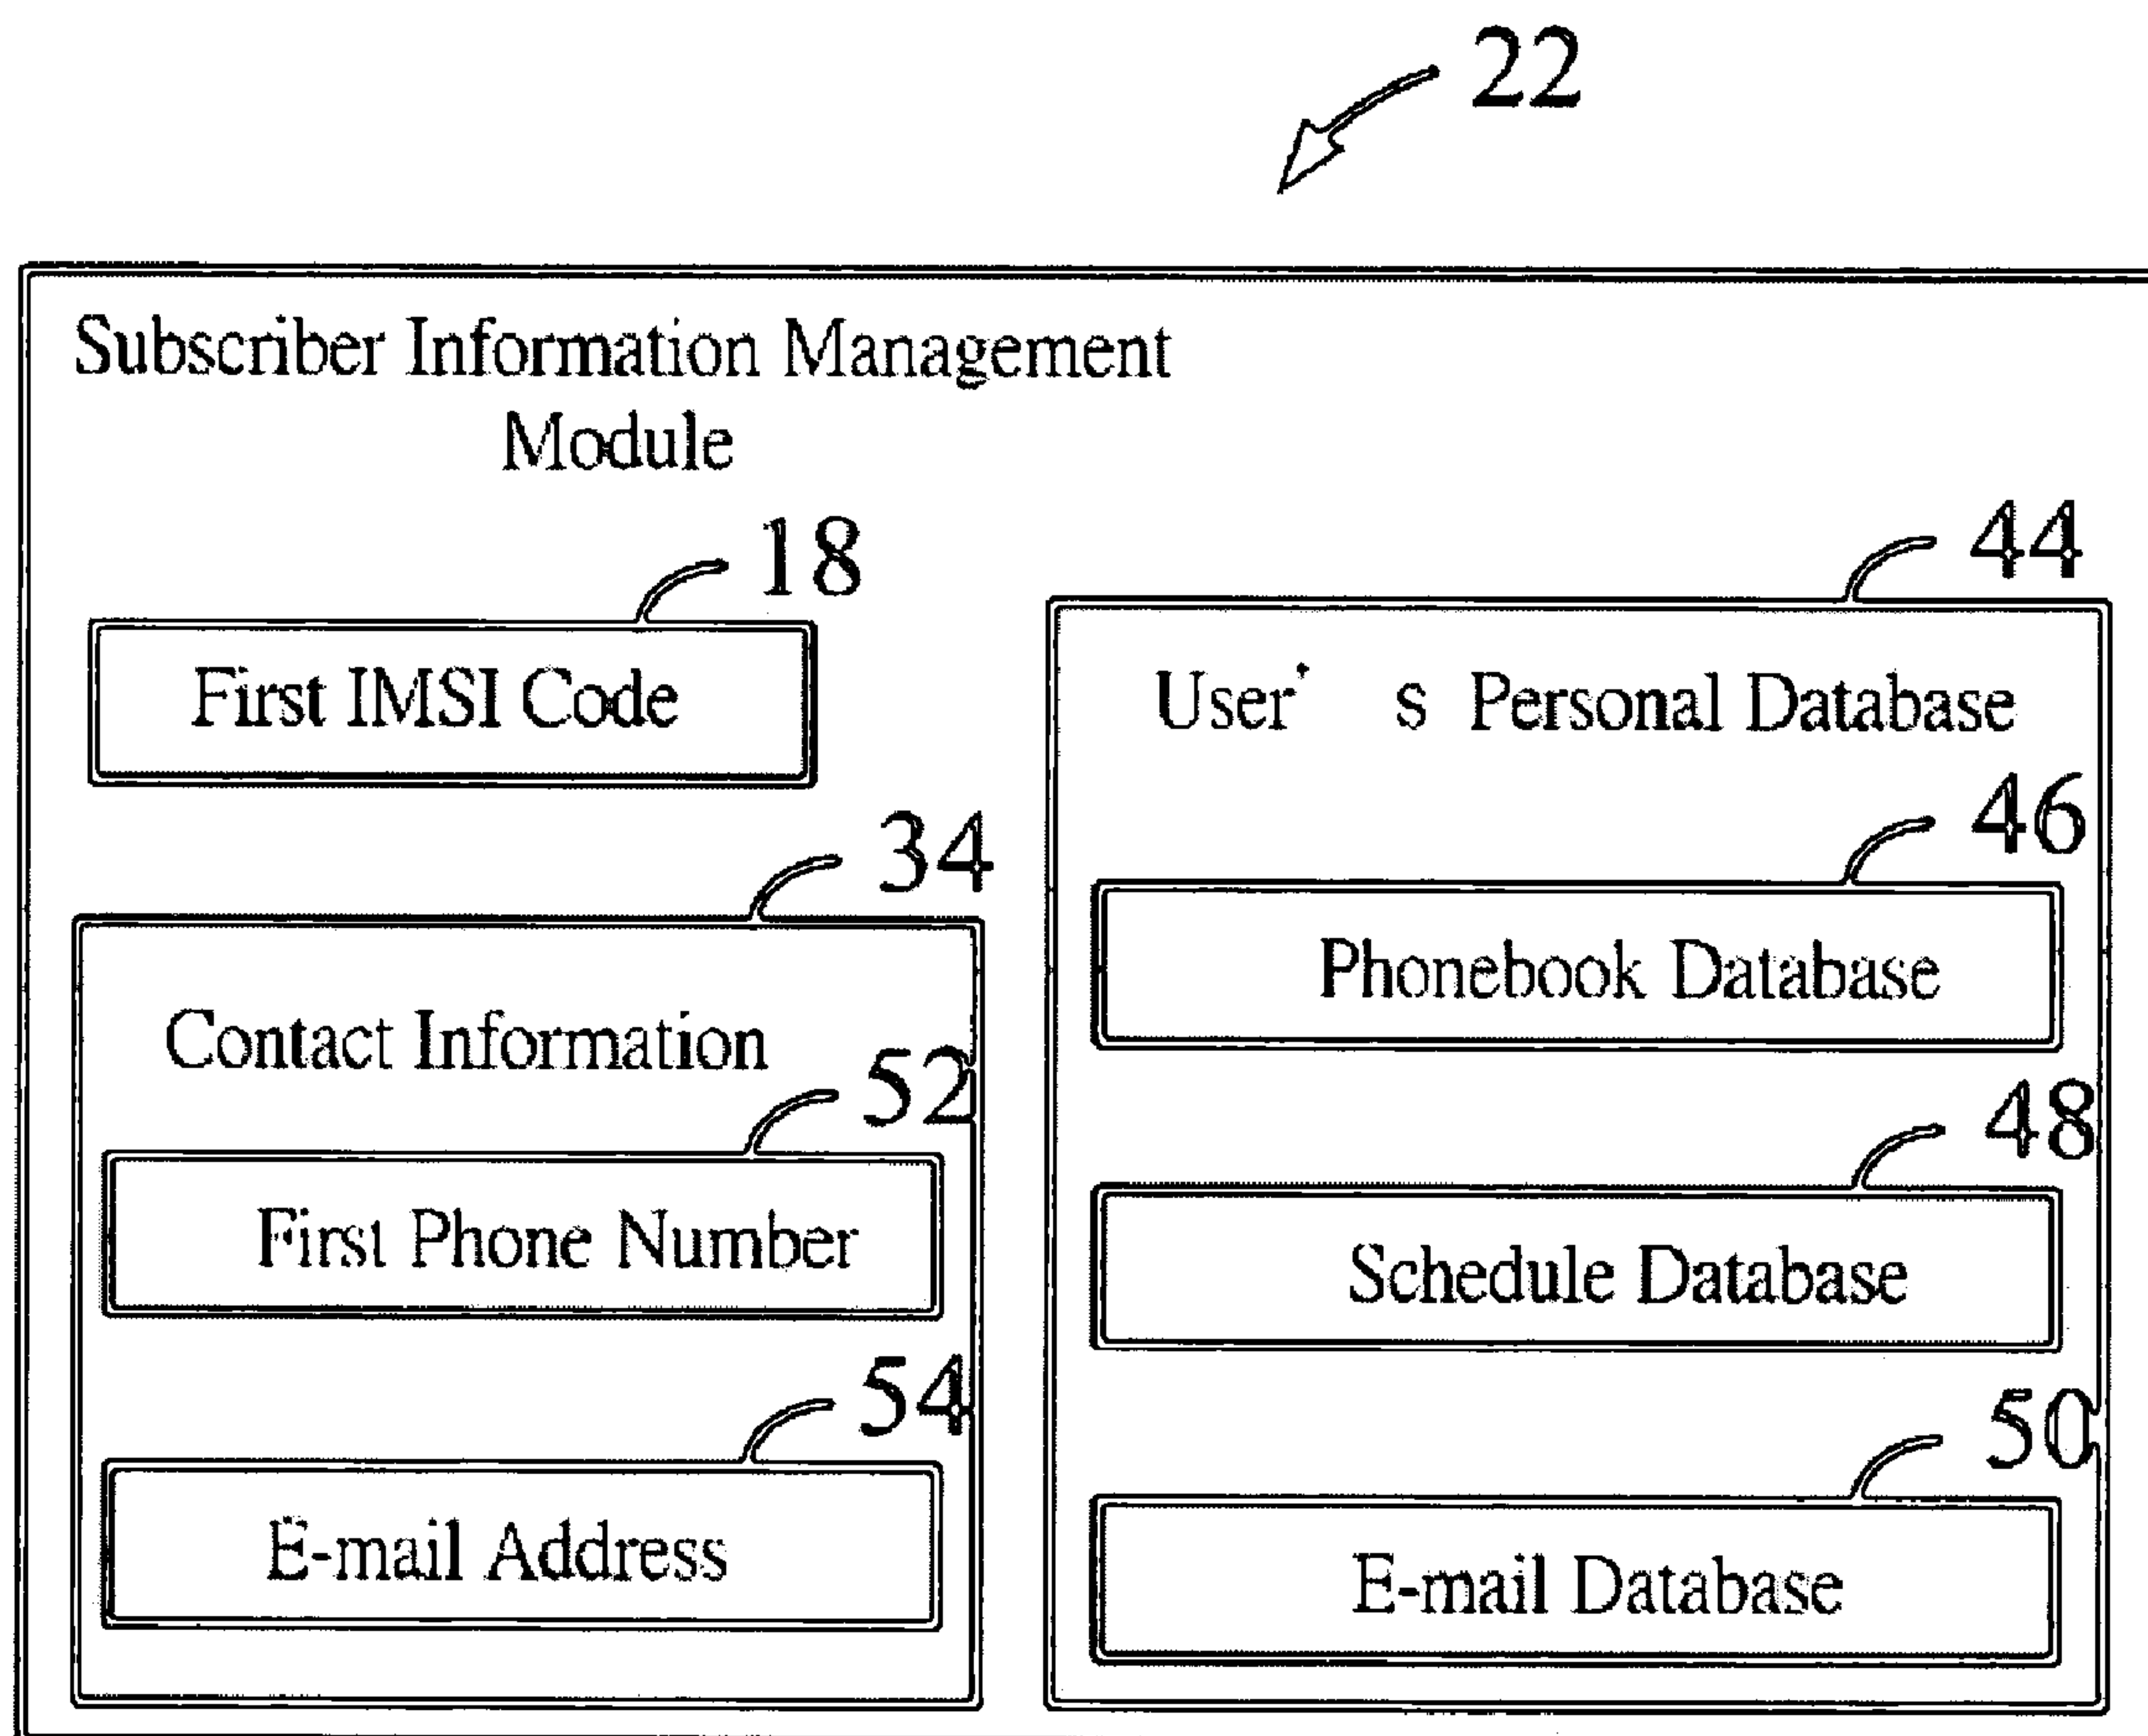 22
Subscriber Information Management
Module
18
First IMSI Code
34
Contact Information
52
First Phone Number
54
E-mail Address
44
User's Personal Database
46
Phonebook Database
48
Schedule Database
50
E-mail Database